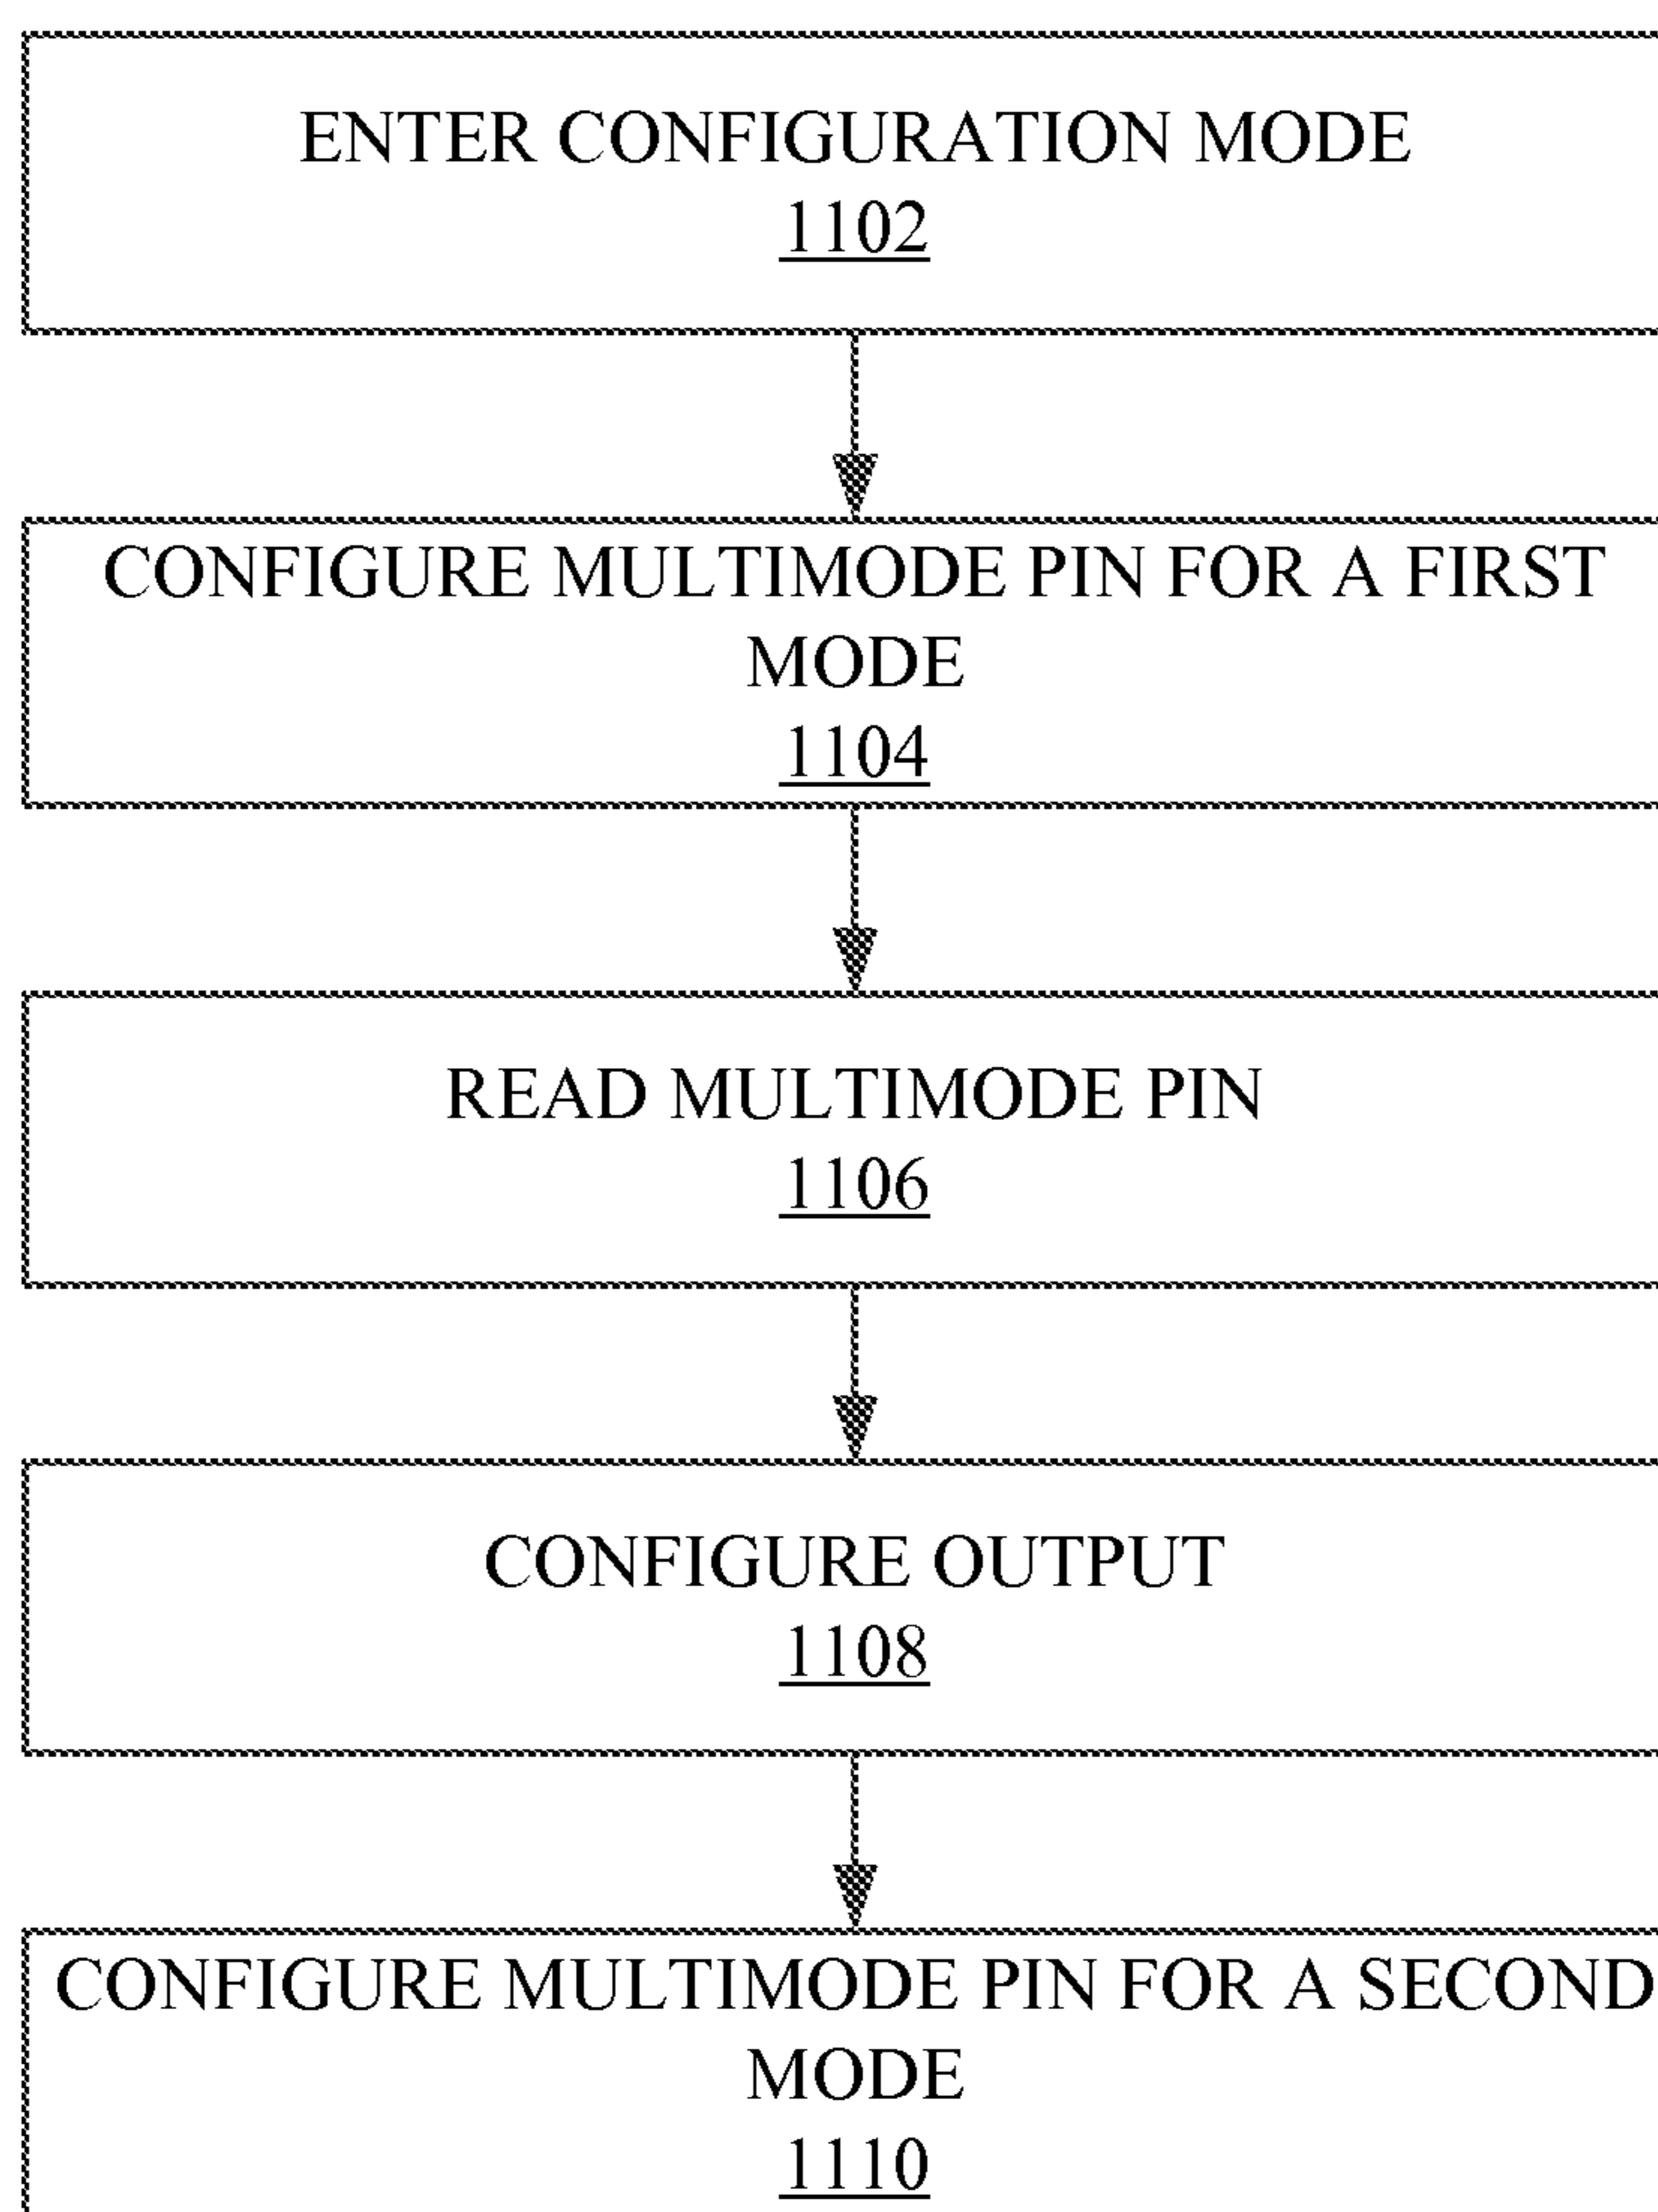 ENTER CONFIGURATION MODE
1102
CONFIGURE MULTIMODE PIN FOR A FIRST
MODE
1104
READ MULTIMODE PIN
1106
CONFIGURE OUTPUT
1108
CONFIGURE MULTIMODE PIN FOR A SECOND
MODE
1110